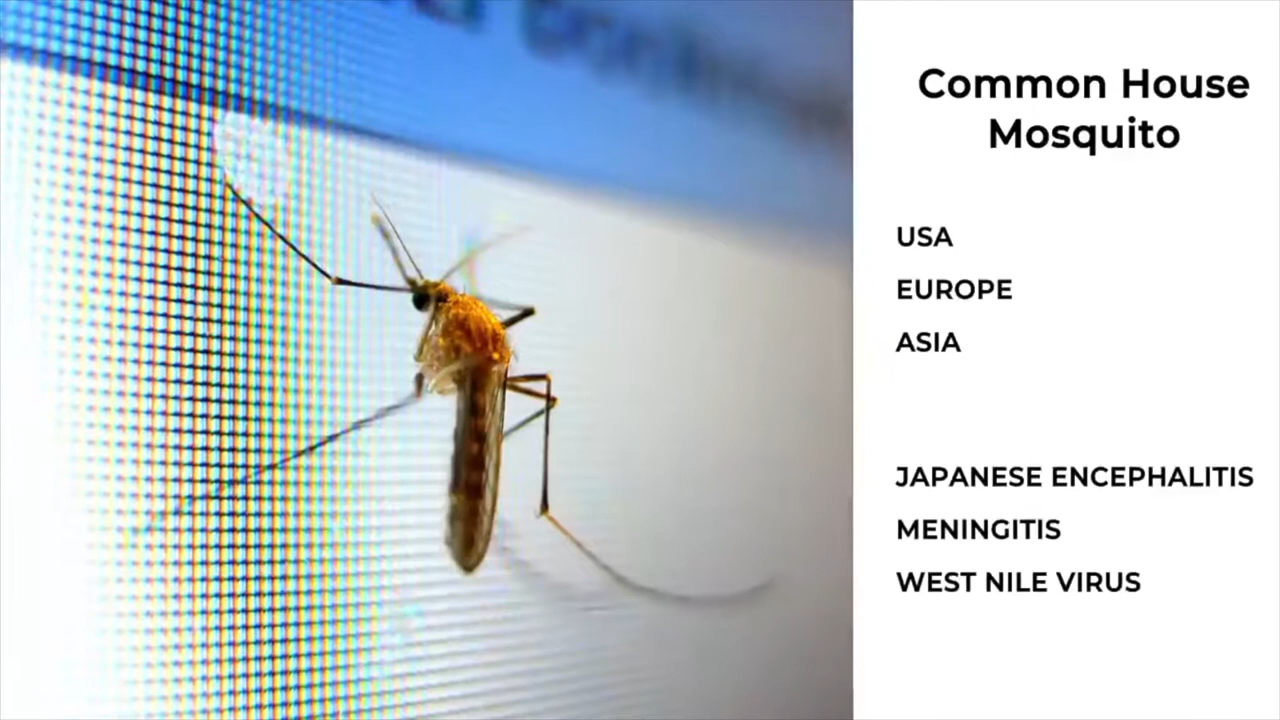 Common House
Mosquito
USA
EUROPE
ASIA
JAPANESE ENCEPHALITIS
MENINGITIS
WEST NILE VIRUS